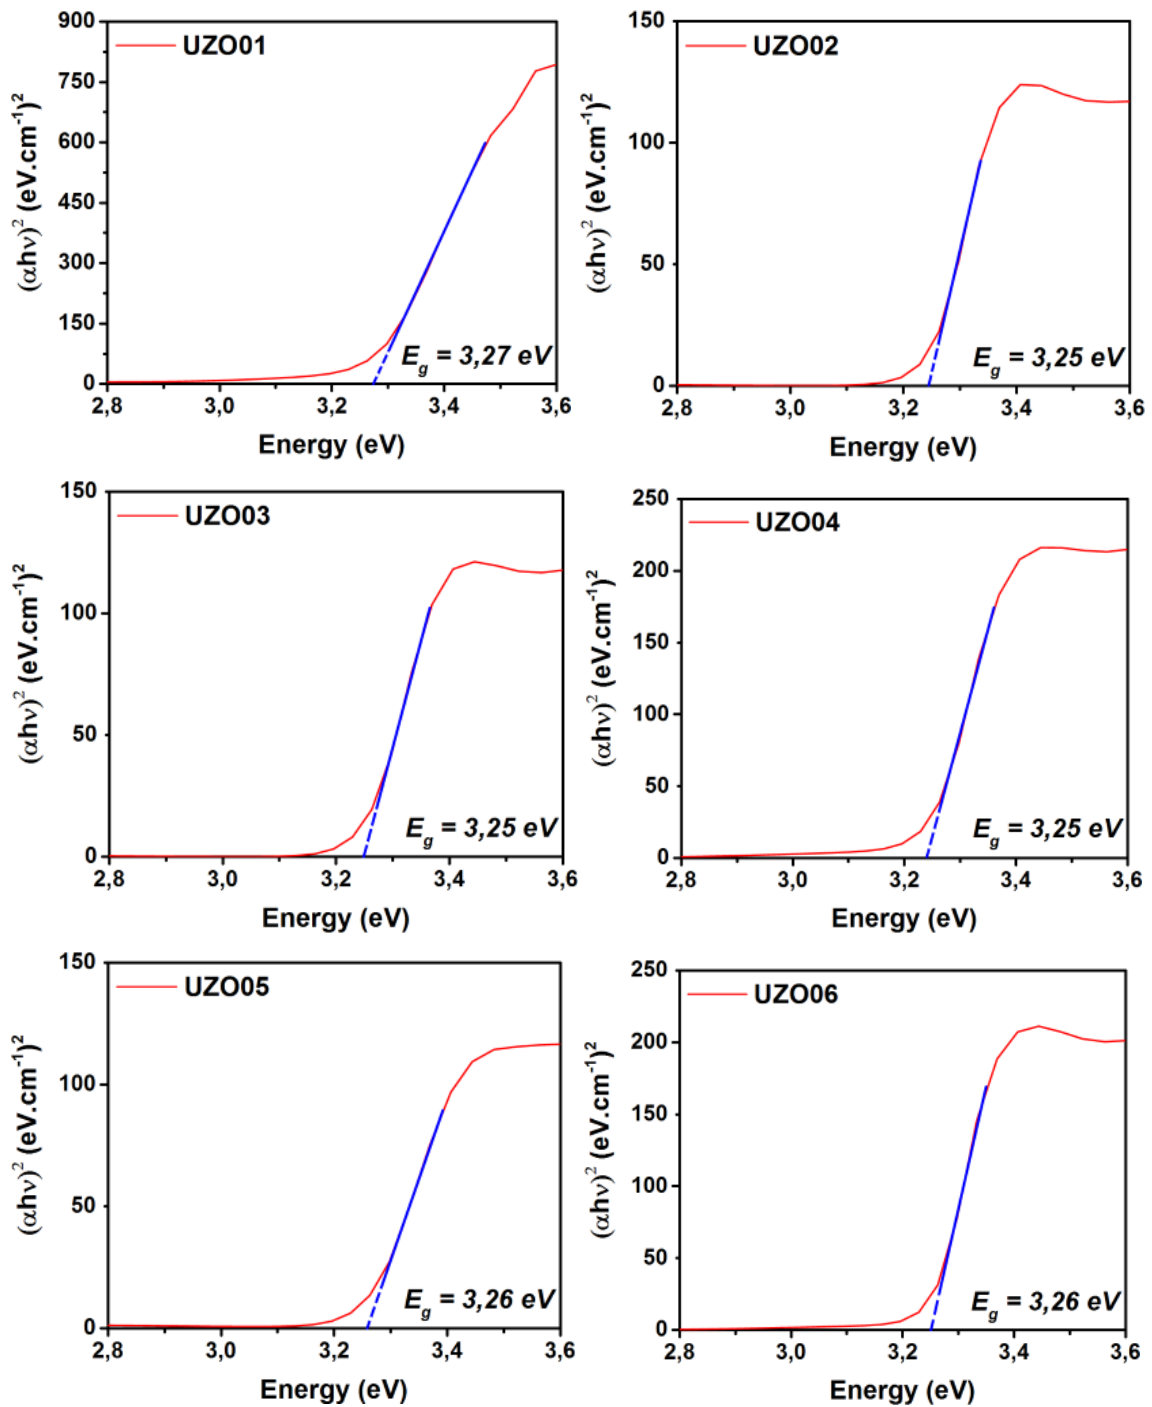 UZO01
(αhν)² (eV.cm⁻¹)²
900
750
600
450
300
150
0
E_g = 3,27 eV
2,8 3,0 3,2 3,4 3,6
Energy (eV)
UZO02
(αhν)² (eV.cm⁻¹)²
150
100
50
0
E_g = 3,25 eV
2,8 3,0 3,2 3,4 3,6
Energy (eV)
UZO03
(αhν)² (eV.cm⁻¹)²
150
100
50
0
E_g = 3,25 eV
2,8 3,0 3,2 3,4 3,6
Energy (eV)
UZO04
(αhν)² (eV.cm⁻¹)²
250
200
150
100
50
0
E_g = 3,25 eV
2,8 3,0 3,2 3,4 3,6
Energy (eV)
UZO05
(αhν)² (eV.cm⁻¹)²
150
100
50
0
E_g = 3,26 eV
2,8 3,0 3,2 3,4 3,6
Energy (eV)
UZO06
(αhν)² (eV.cm⁻¹)²
250
200
150
100
50
0
E_g = 3,26 eV
2,8 3,0 3,2 3,4 3,6
Energy (eV)